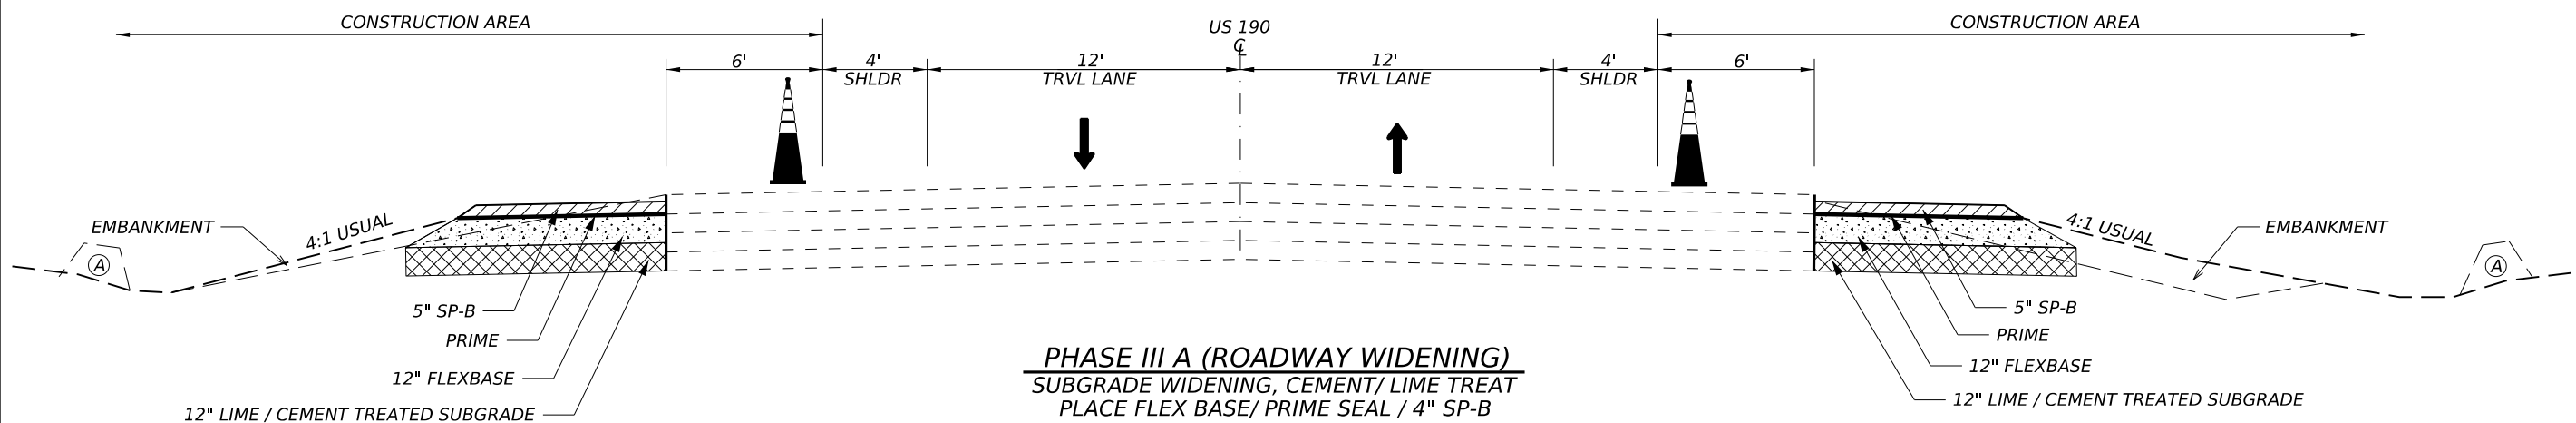 CONSTRUCTION AREA
US 190
℄
CONSTRUCTION AREA
6'
4'
SHLDR
12'
TRVL LANE
12'
TRVL LANE
4'
SHLDR
6'
EMBANKMENT
4:1 USUAL
A
5" SP-B
PRIME
12" FLEXBASE
12" LIME / CEMENT TREATED SUBGRADE
4:1 USUAL
EMBANKMENT
A
5" SP-B
PRIME
12" FLEXBASE
12" LIME / CEMENT TREATED SUBGRADE
PHASE III A (ROADWAY WIDENING)
SUBGRADE WIDENING, CEMENT/ LIME TREAT
PLACE FLEX BASE/ PRIME SEAL / 4" SP-B